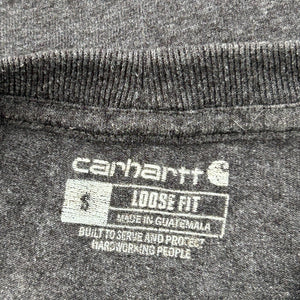 carhartt
S LOOSE FIT
MADE IN GUATEMALA
BUILT TO SERVE AND PROTECT
HARDWORKING PEOPLE